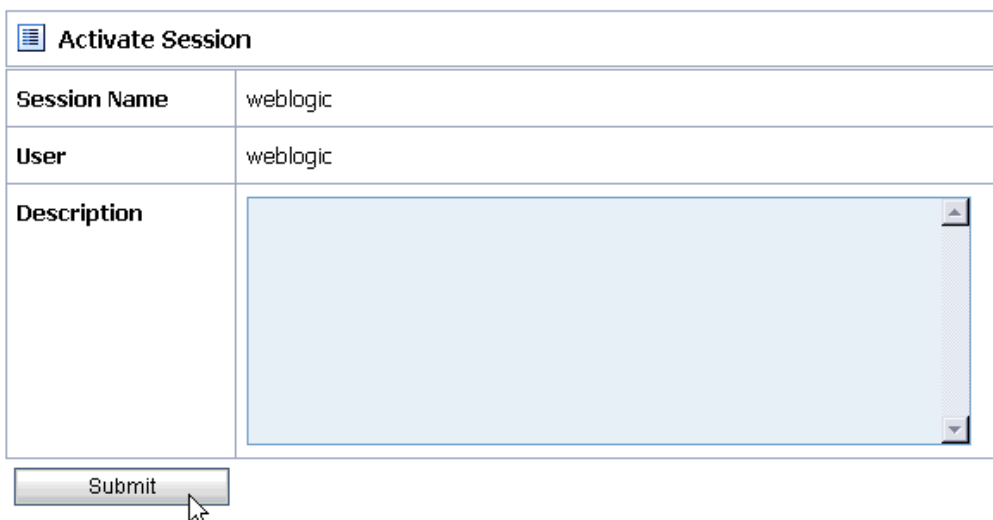 Activate Session
Session Name weblogic
User weblogic
Description
Submit